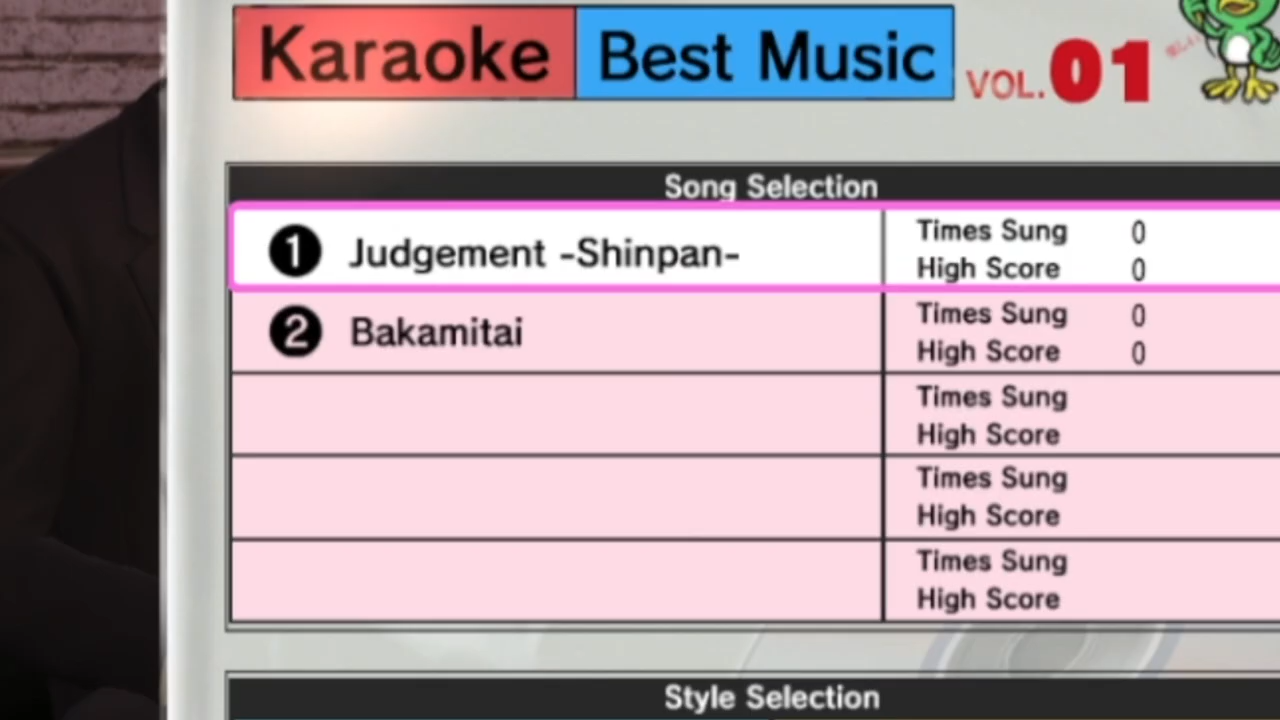 Karaoke Best Music VOL. 01
Song Selection
1 Judgement -Shinpan-
Times Sung 0
High Score 0
2 Bakamitai
Times Sung 0
High Score 0
Times Sung
High Score
Times Sung
High Score
Times Sung
High Score
Style Selection